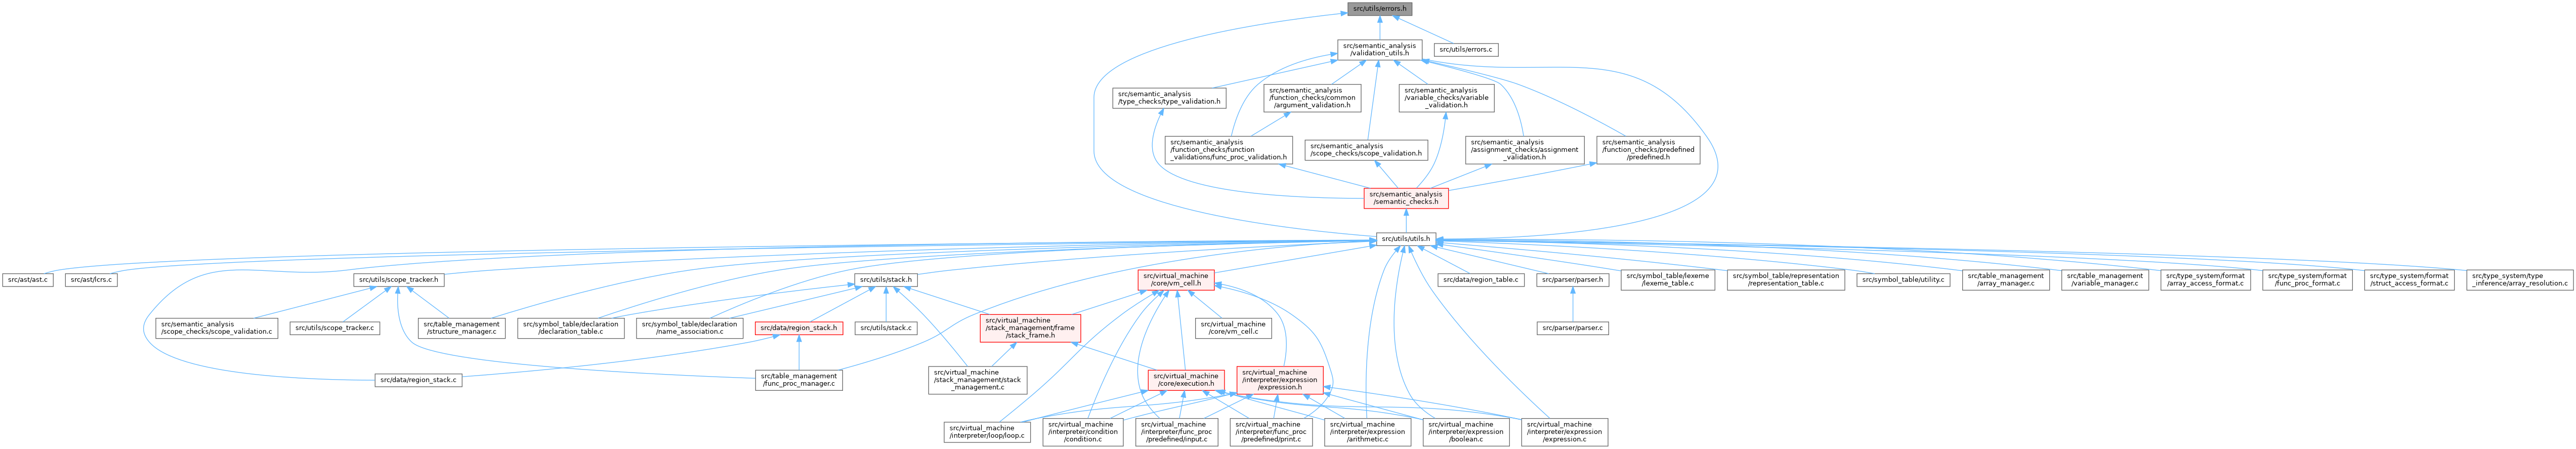 src/utils/errors.h
src/semantic_analysis
/validation_utils.h
src/utils/errors.c
src/semantic_analysis
/type_checks/type_validation.h
src/semantic_analysis
/function_checks/common
/argument_validation.h
src/semantic_analysis
/variable_checks/variable
_validation.h
src/semantic_analysis
/function_checks/function
_validations/func_proc_validation.h
src/semantic_analysis
/scope_checks/scope_validation.h
src/semantic_analysis
/assignment_checks/assignment
_validation.h
src/semantic_analysis
/function_checks/predefined
/predefined.h
src/semantic_analysis
/semantic_checks.h
src/utils/utils.h
src/ast/ast.c
src/ast/lcrs.c
src/utils/scope_tracker.h
src/utils/stack.h
src/virtual_machine
/core/vm_cell.h
src/data/region_table.c
src/parser/parser.h
src/symbol_table/lexeme
/lexeme_table.c
src/symbol_table/representation
/representation_table.c
src/symbol_table/utility.c
src/table_management
/array_manager.c
src/table_management
/variable_manager.c
src/type_system/format
/array_access_format.c
src/type_system/format
/func_proc_format.c
src/type_system/format
/struct_access_format.c
src/type_system/type
_inference/array_resolution.c
src/semantic_analysis
/scope_checks/scope_validation.c
src/utils/scope_tracker.c
src/table_management
/structure_manager.c
src/symbol_table/declaration
/declaration_table.c
src/symbol_table/declaration
/name_association.c
src/data/region_stack.h
src/utils/stack.c
src/virtual_machine
/stack_management/frame
/stack_frame.h
src/virtual_machine
/core/vm_cell.c
src/parser/parser.c
src/data/region_stack.c
src/table_management
/func_proc_manager.c
src/virtual_machine
/stack_management/stack
_management.c
src/virtual_machine
/core/execution.h
src/virtual_machine
/interpreter/expression
/expression.h
src/virtual_machine
/interpreter/loop/loop.c
src/virtual_machine
/interpreter/condition
/condition.c
src/virtual_machine
/interpreter/func_proc
/predefined/input.c
src/virtual_machine
/interpreter/func_proc
/predefined/print.c
src/virtual_machine
/interpreter/expression
/arithmetic.c
src/virtual_machine
/interpreter/expression
/boolean.c
src/virtual_machine
/interpreter/expression
/expression.c